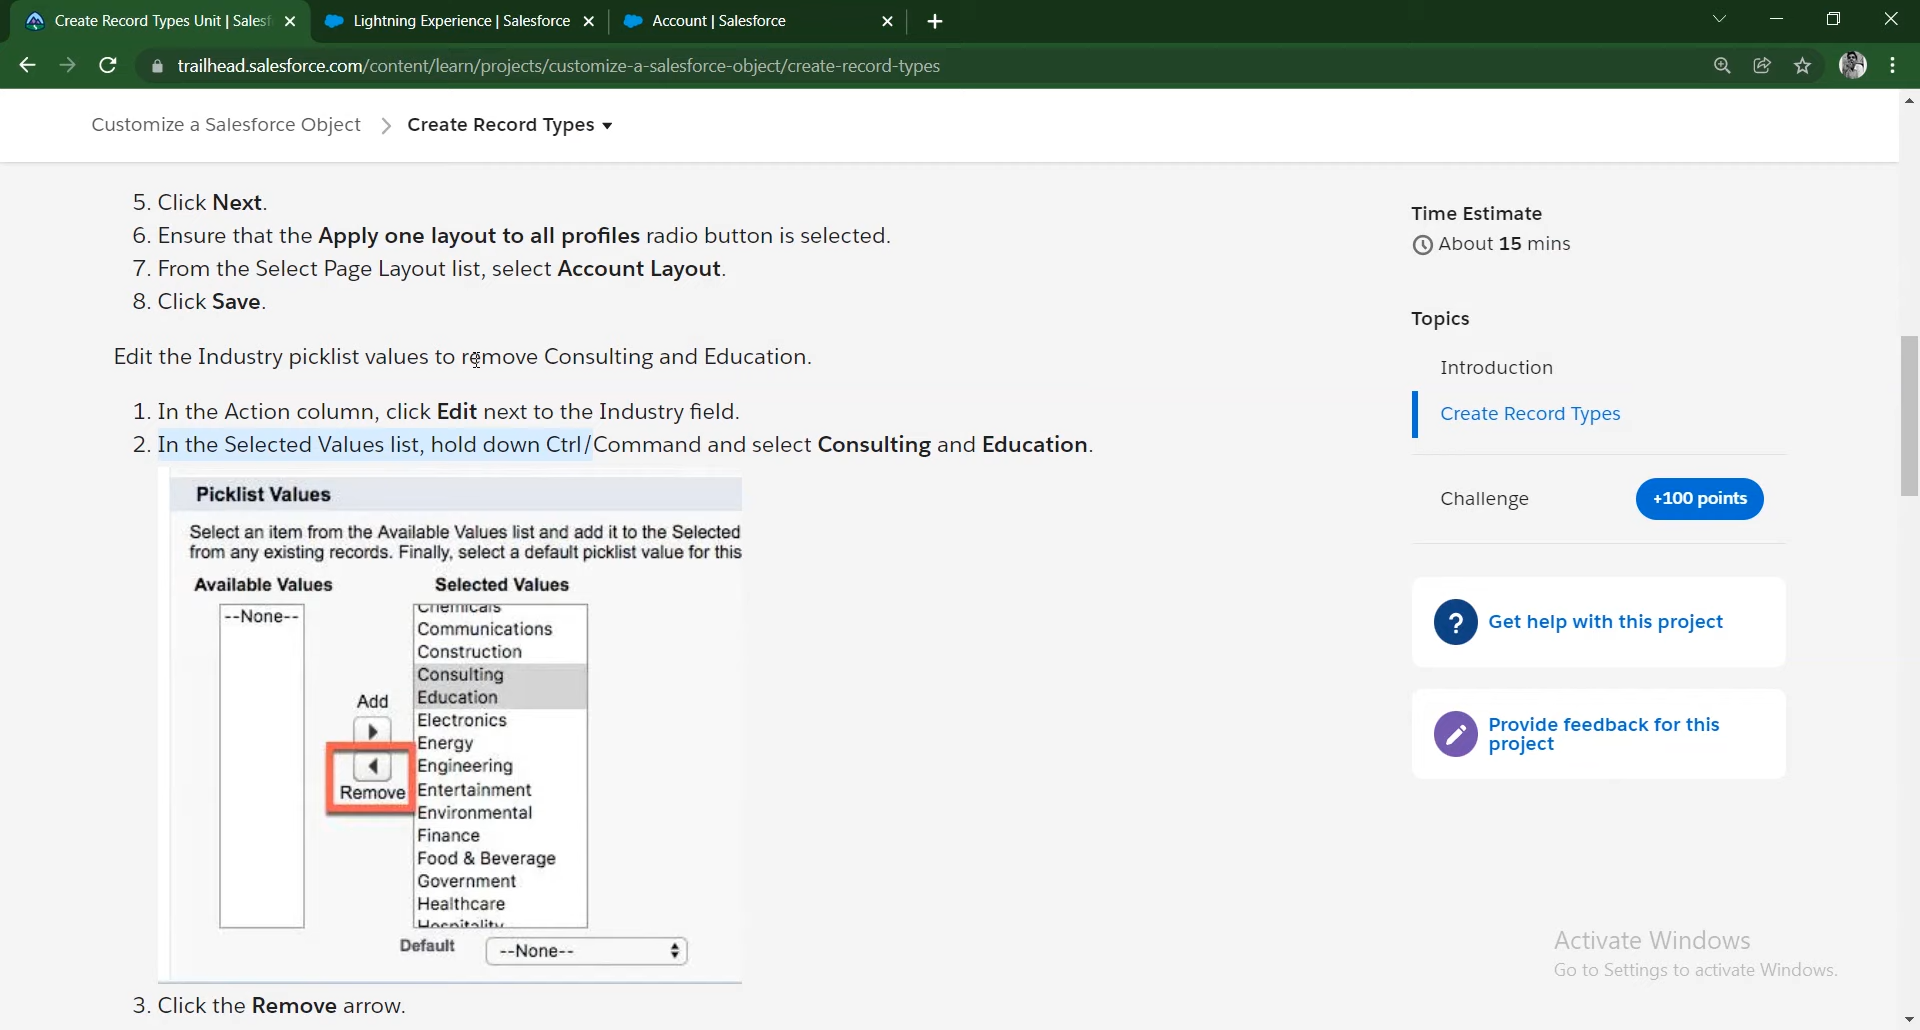 Create Record Types Unit | Salesf
Lightning Experience | Salesforce
Account | Salesforce
trailhead.salesforce.com/content/learn/projects/customize-a-salesforce-object/create-record-types
Customize a Salesforce Object
Create Record Types
5. Click Next.
6. Ensure that the Apply one layout to all profiles radio button is selected.
7. From the Select Page Layout list, select Account Layout.
8. Click Save.
Edit the Industry picklist values to remove Consulting and Education.
1. In the Action column, click Edit next to the Industry field.
2. In the Selected Values list, hold down Ctrl/Command and select Consulting and Education.
Picklist Values
Select an item from the Available Values list and add it to the Selected
from any existing records. Finally, select a default picklist value for this
Available Values
Selected Values
--None--
Chemicals
Communications
Construction
Consulting
Education
Electronics
Energy
Engineering
Entertainment
Environmental
Finance
Food & Beverage
Government
Healthcare
Hospitality
Add
Remove
Default
--None--
3. Click the Remove arrow.
Time Estimate
About 15 mins
Topics
Introduction
Create Record Types
Challenge
+100 points
? Get help with this project
Provide feedback for this
project
Activate Windows
Go to Settings to activate Windows.